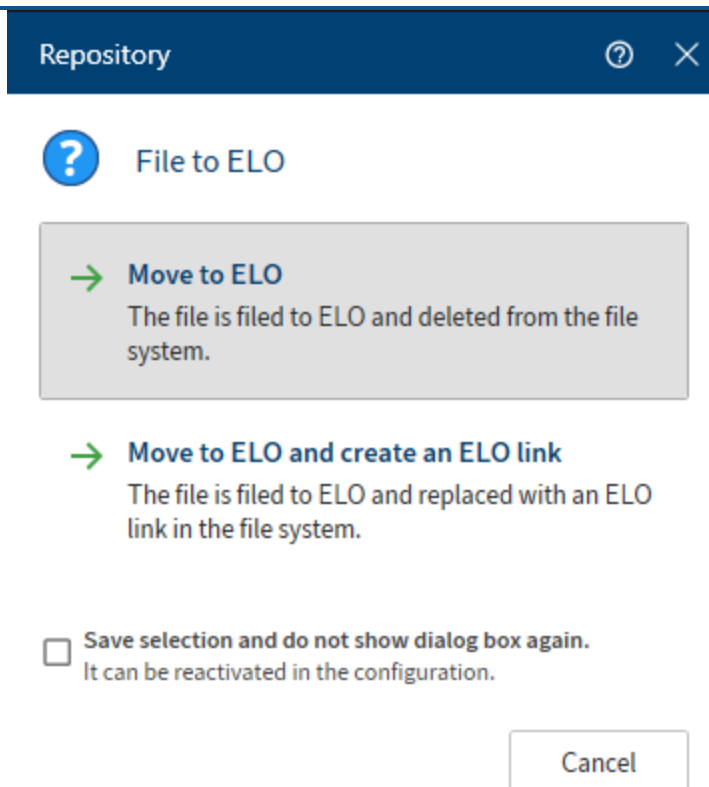 Repository
File to ELO
Move to ELO
The file is filed to ELO and deleted from the file
system.
Move to ELO and create an ELO link
The file is filed to ELO and replaced with an ELO
link in the file system.
Save selection and do not show dialog box again.
It can be reactivated in the configuration.
Cancel